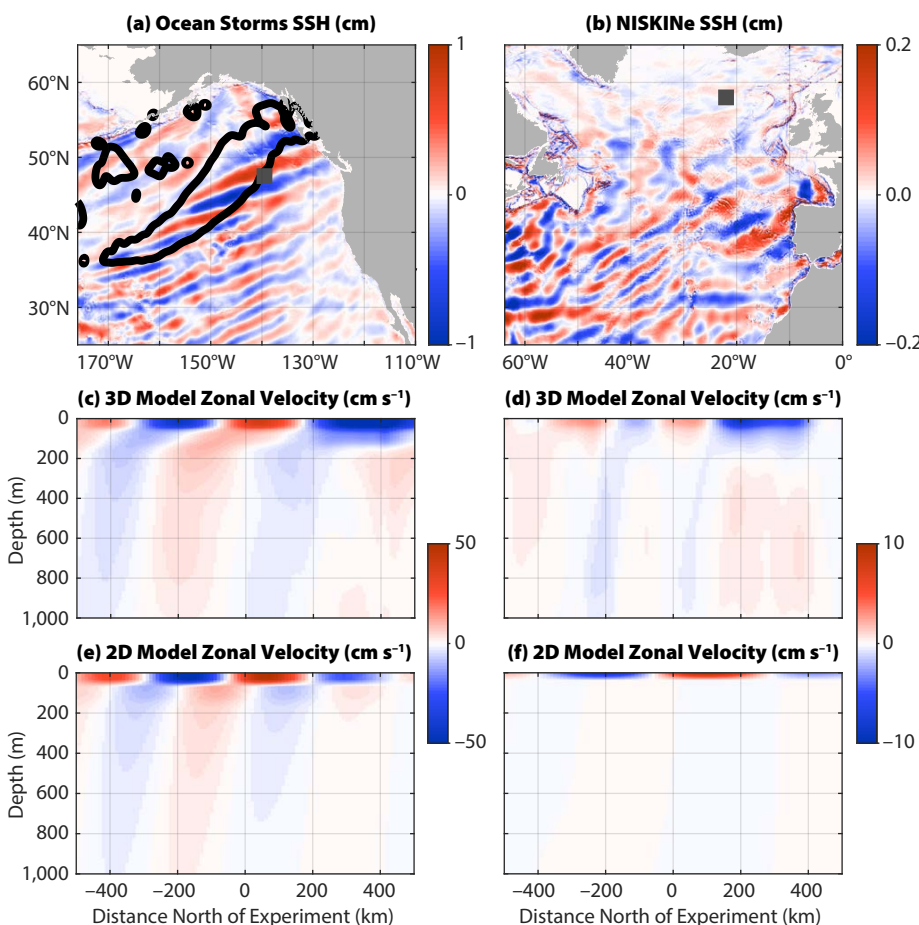 (a) Ocean Storms SSH (cm)
(b) NISKINe SSH (cm)
60°N
50°N
40°N
30°N
170°W
150°W
130°W
110°W
1
0
−1
60°W
40°W
20°W
0°
0.2
0.0
−0.2
(c) 3D Model Zonal Velocity (cm s⁻¹)
(d) 3D Model Zonal Velocity (cm s⁻¹)
0
200
400
600
800
1,000
Depth (m)
50
0
−50
10
0
−10
(e) 2D Model Zonal Velocity (cm s⁻¹)
(f) 2D Model Zonal Velocity (cm s⁻¹)
0
200
400
600
800
1,000
Depth (m)
−400
−200
0
200
400
Distance North of Experiment (km)
−400
−200
0
200
400
Distance North of Experiment (km)